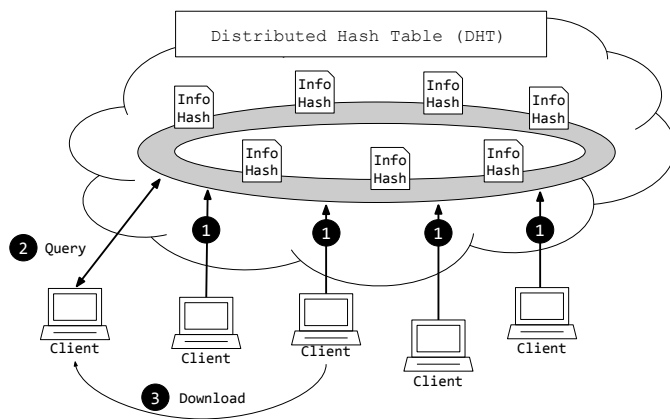 Distributed Hash Table (DHT)
Info
Hash
Info
Hash
Info
Hash
Info
Hash
Info
Hash
Info
Hash
Info
Hash
1
1
1
1
2 Query
Client
Client
Client
Client
Client
3 Download